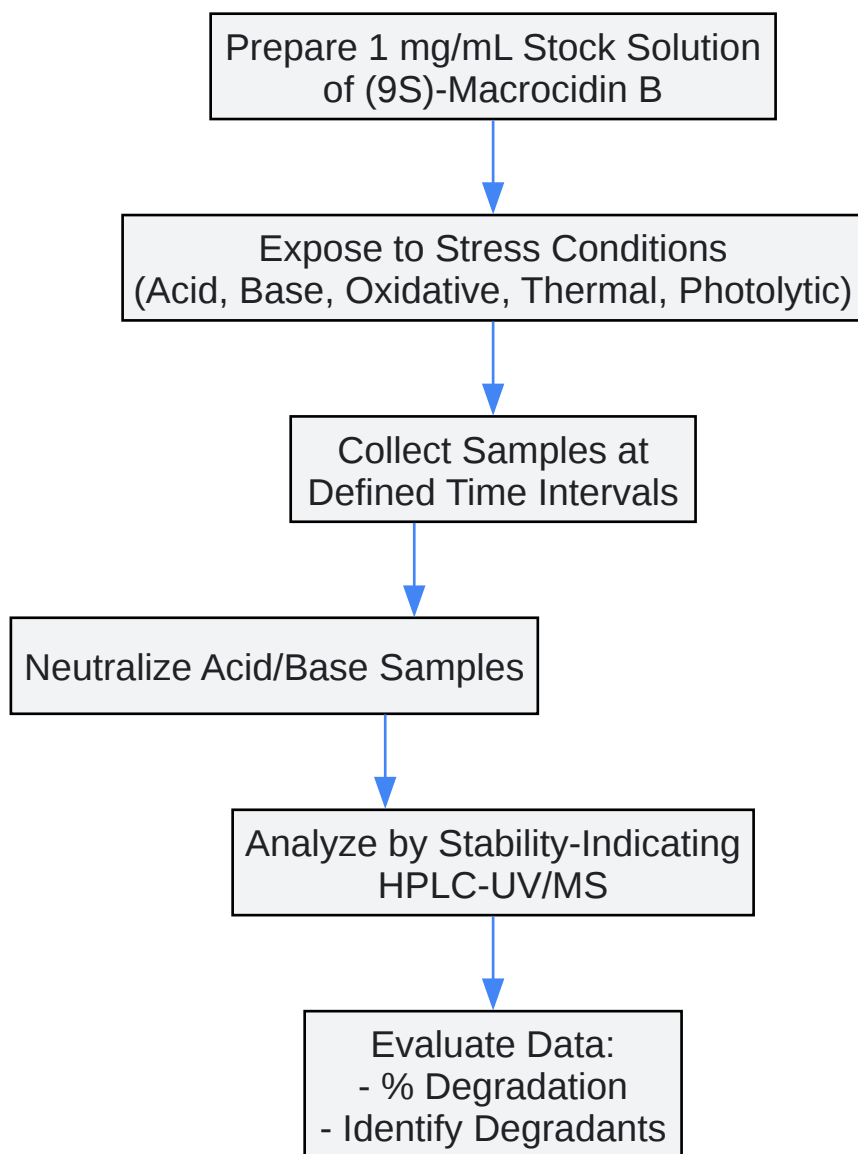 Prepare 1 mg/mL Stock Solution
of (9S)-Macrocidin B
Expose to Stress Conditions
(Acid, Base, Oxidative, Thermal, Photolytic)
Collect Samples at
Defined Time Intervals
Neutralize Acid/Base Samples
Analyze by Stability-Indicating
HPLC-UV/MS
Evaluate Data:
- % Degradation
- Identify Degradants